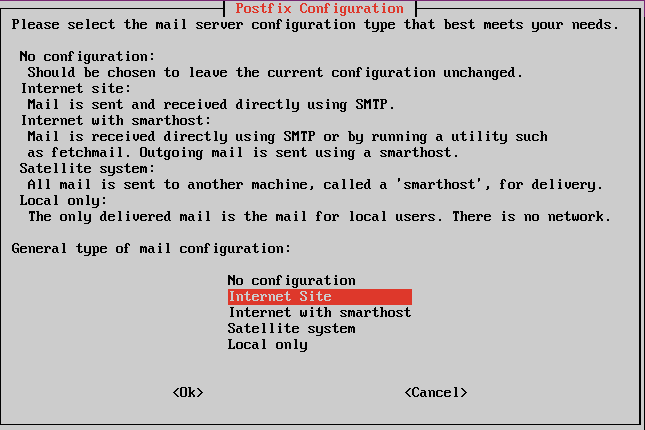 Postfix Configuration
Please select the mail server configuration type that best meets your needs.
No configuration:
Should be chosen to leave the current configuration unchanged.
Internet site:
Mail is sent and received directly using SMTP.
Internet with smarthost:
Mail is received directly using SMTP or by running a utility such
as fetchmail. Outgoing mail is sent using a smarthost.
Satellite system:
All mail is sent to another machine, called a 'smarthost', for delivery.
Local only:
The only delivered mail is the mail for local users. There is no network.
General type of mail configuration:
No configuration
Internet Site
Internet with smarthost
Satellite system
Local only
<Ok> <Cancel>